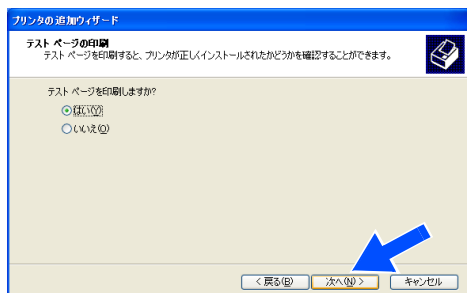 プリンタの追加ウィザード
テスト ページの印刷
テスト ページを印刷すると、プリンタが正しくインストールされたかどうかを確認することができます。
テスト ページを印刷しますか?
はい(Y)
いいえ(O)
< 戻る(B) 次へ(N) > キャンセル